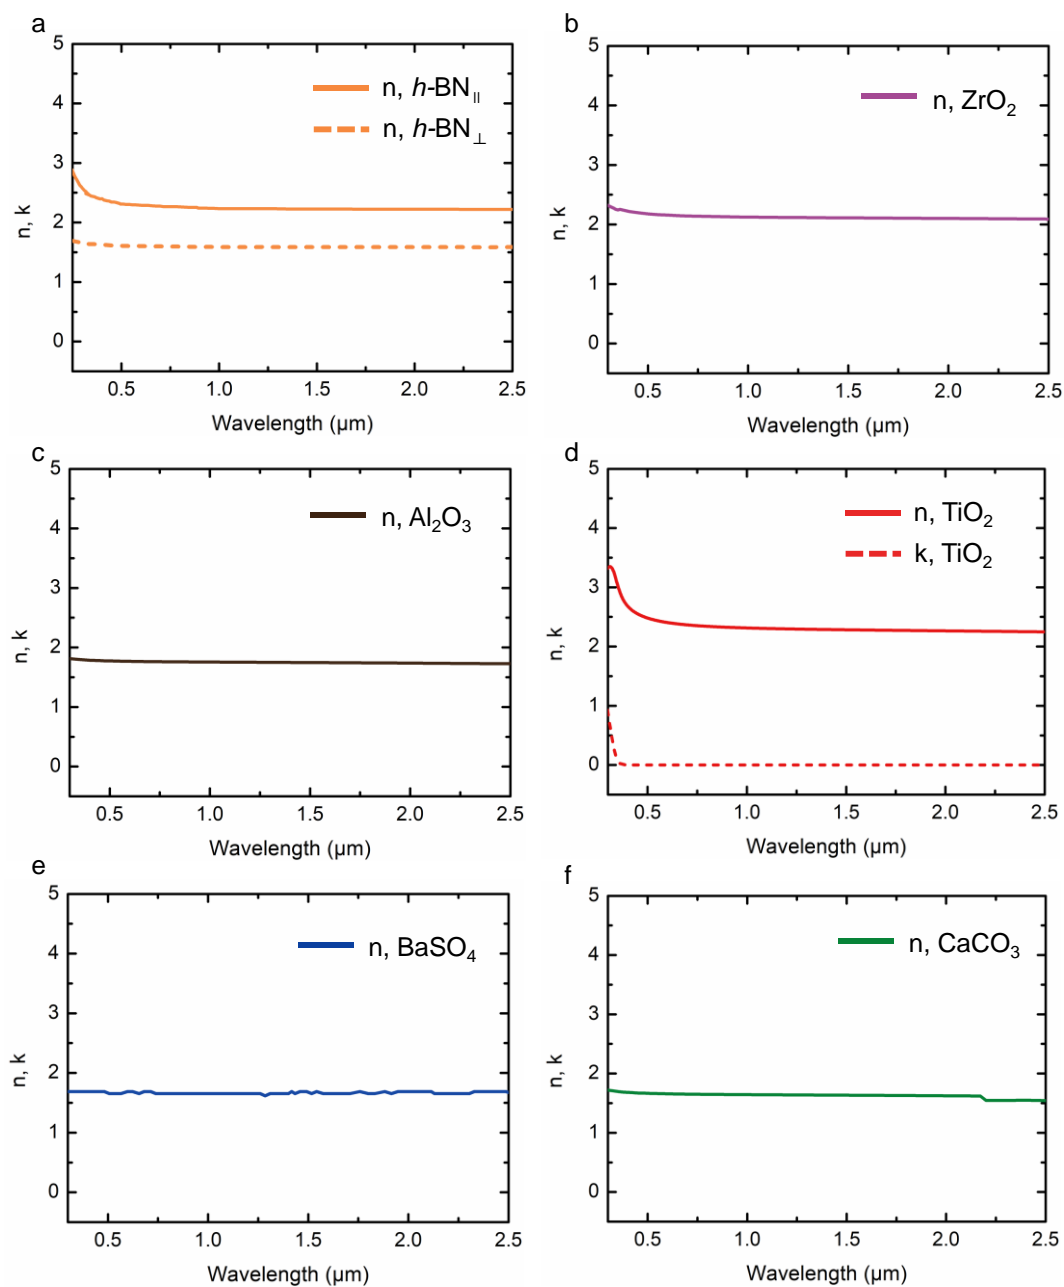 a
5
4
3
2
1
0
n, k
n, h-BN∥
n, h-BN⊥
0.5 1.0 1.5 2.0 2.5
Wavelength (µm)
b
5
4
3
2
1
0
n, k
n, ZrO₂
0.5 1.0 1.5 2.0 2.5
Wavelength (µm)
c
5
4
3
2
1
0
n, k
n, Al₂O₃
0.5 1.0 1.5 2.0 2.5
Wavelength (µm)
d
5
4
3
2
1
0
n, k
n, TiO₂
k, TiO₂
0.5 1.0 1.5 2.0 2.5
Wavelength (µm)
e
5
4
3
2
1
0
n, k
n, BaSO₄
0.5 1.0 1.5 2.0 2.5
Wavelength (µm)
f
5
4
3
2
1
0
n, k
n, CaCO₃
0.5 1.0 1.5 2.0 2.5
Wavelength (µm)